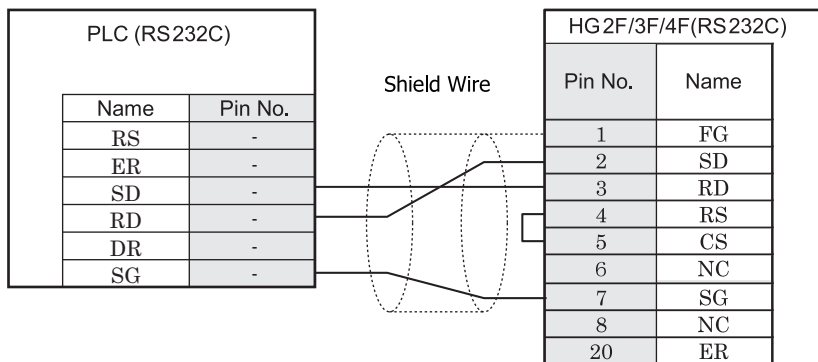 PLC (RS232C)
Name Pin No.
RS -
ER -
SD -
RD -
DR -
SG -
Shield Wire
HG2F/3F/4F(RS232C)
Pin No. Name
1 FG
2 SD
3 RD
4 RS
5 CS
6 NC
7 SG
8 NC
20 ER